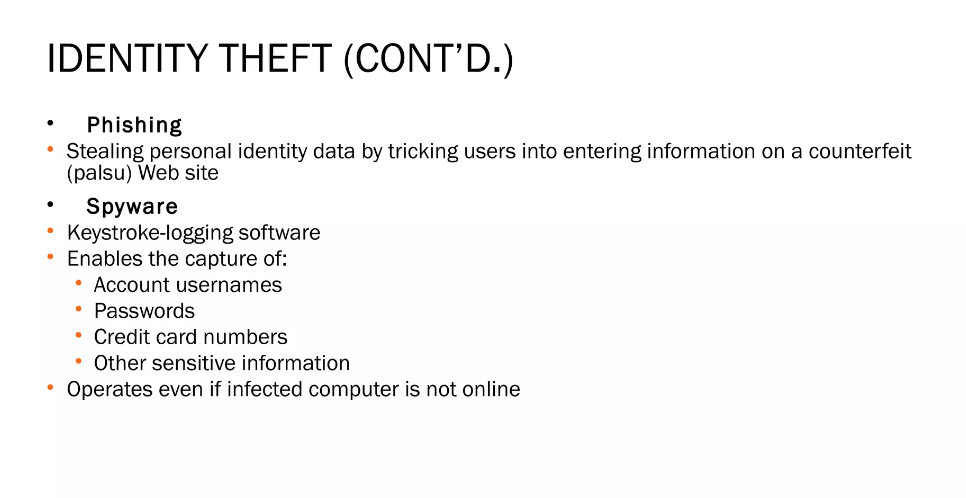 IDENTITY THEFT (CONT’D.)
• Phishing
• Stealing personal identity data by tricking users into entering information on a counterfeit
(palsu) Web site
• Spyware
• Keystroke-logging software
• Enables the capture of:
• Account usernames
• Passwords
• Credit card numbers
• Other sensitive information
• Operates even if infected computer is not online